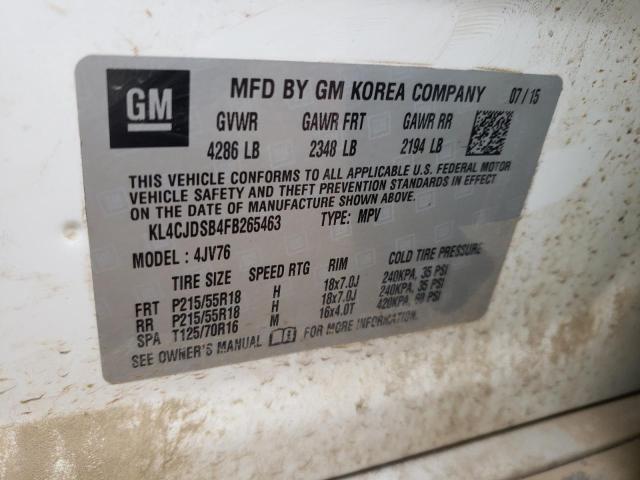 GM MFD BY GM KOREA COMPANY 07/15
GVWR GAWR FRT GAWR RR
4286 LB 2348 LB 2194 LB
THIS VEHICLE CONFORMS TO ALL APPLICABLE U.S. FEDERAL MOTOR
VEHICLE SAFETY AND THEFT PREVENTION STANDARDS IN EFFECT
ON THE DATE OF MANUFACTURE SHOWN ABOVE.
KL4CJDSB4FB265463 TYPE: MPV
MODEL : 4JV76
TIRE SIZE SPEED RTG RIM COLD TIRE PRESSURE
FRT P215/55R18 H 18x7.0J 240KPA, 35 PSI
RR P215/55R18 H 18x7.0J 240KPA, 35 PSI
SPA T125/70R16 M 16x4.0T 420KPA, 60 PSI
SEE OWNER'S MANUAL FOR MORE INFORMATION.